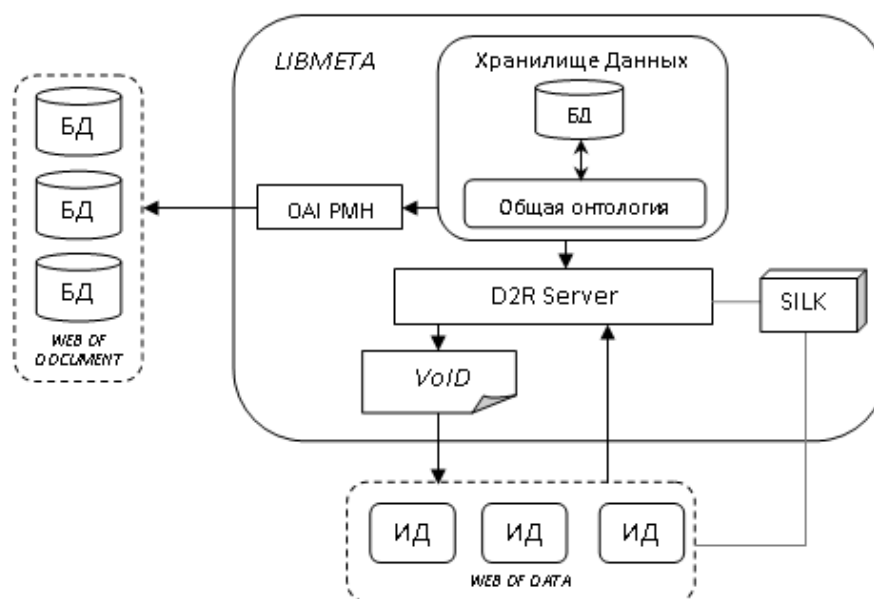 LIBMETA
Хранилище Данных
БД
Общая онтология
OAI PMH
D2R Server
SILK
VoID
БД
БД
БД
WEB OF
DOCUMENT
ИД
ИД
ИД
WEB OF DATA